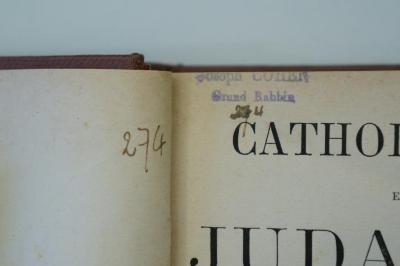 274
Joseph COHEN
Grand Rabbin
274
CATHOL
E
JUDA